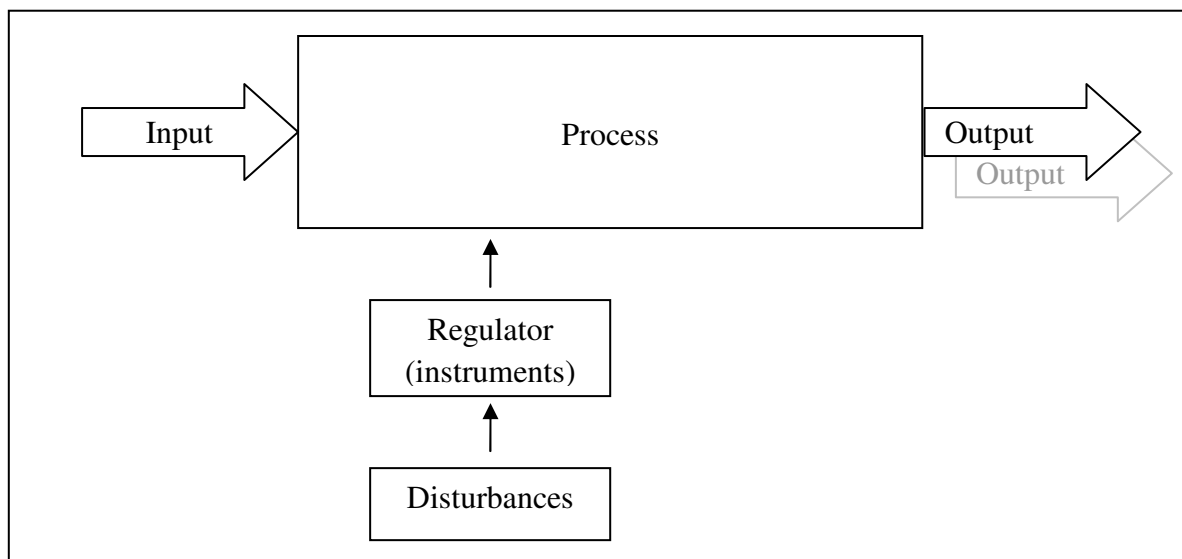 Input
Process
Output
Output
Regulator
(instruments)
Disturbances